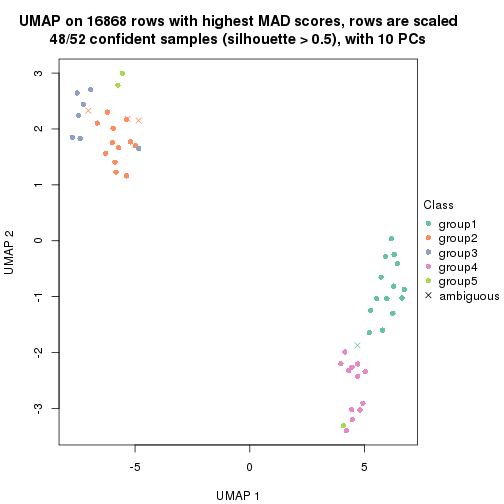 UMAP on 16868 rows with highest MAD scores, rows are scaled
48/52 confident samples (silhouette > 0.5), with 10 PCs
3
2
1
0
-1
-2
-3
UMAP 2
-5
0
5
UMAP 1
Class
group1
group2
group3
group4
group5
ambiguous